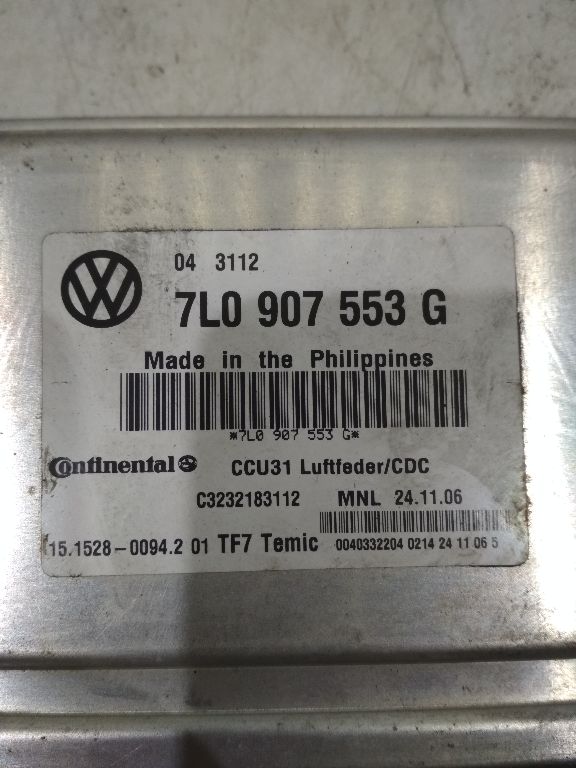 04 3112
7L0 907 553 G
Made in the Philippines
*7L0 907 553 G*
Continental CCU31 Luftfeder/CDC
C3232183112 MNL 24.11.06
15.1528-0094.2 01 TF7 Temic 0040332204 0214 24 11 06 5